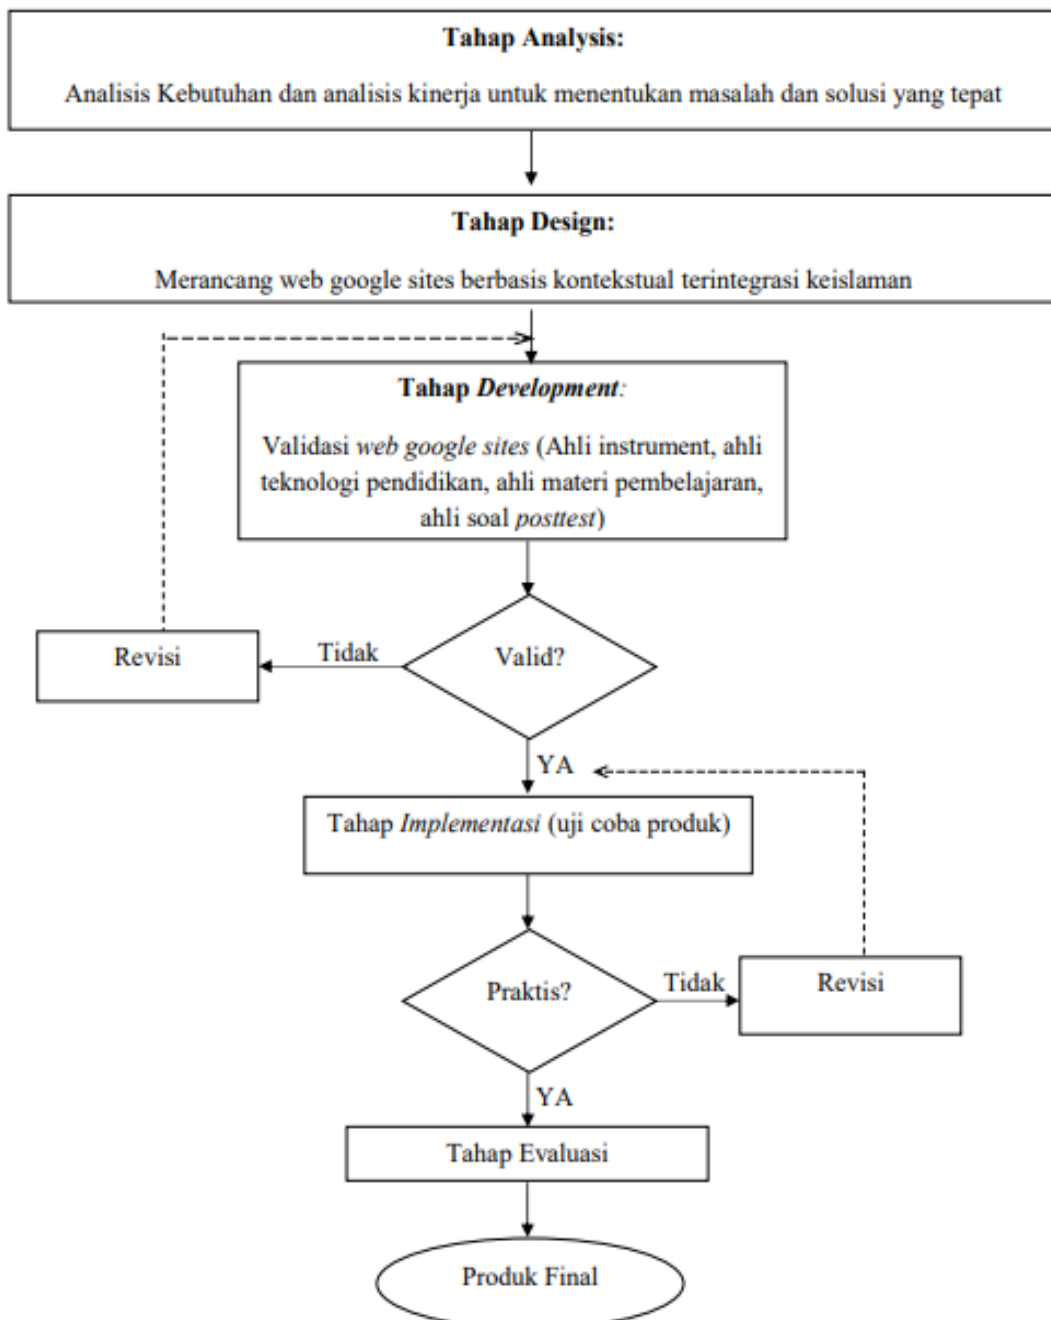 Tahap Analysis:
Analisis Kebutuhan dan analisis kinerja untuk menentukan masalah dan solusi yang tepat
Tahap Design:
Merancang web google sites berbasis kontekstual terintegrasi keislaman
Tahap Development:
Validasi web google sites (Ahli instrument, ahli
teknologi pendidikan, ahli materi pembelajaran,
ahli soal posttest)
Valid?
Tidak
Revisi
YA
Tahap Implementasi (uji coba produk)
Praktis?
Tidak
Revisi
YA
Tahap Evaluasi
Produk Final